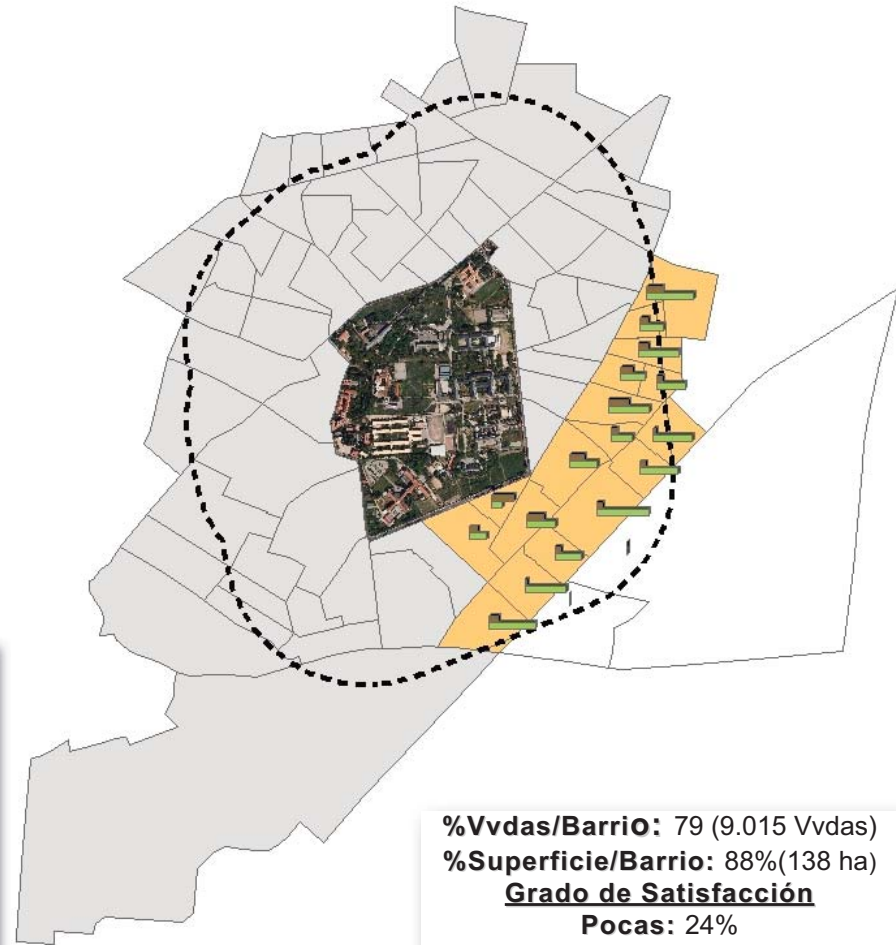 %Vvdas/Barrio: 79 (9.015 Vvdas)
%Superficie/Barrio: 88%(138 ha)
Grado de Satisfacción
Pocas: 24%